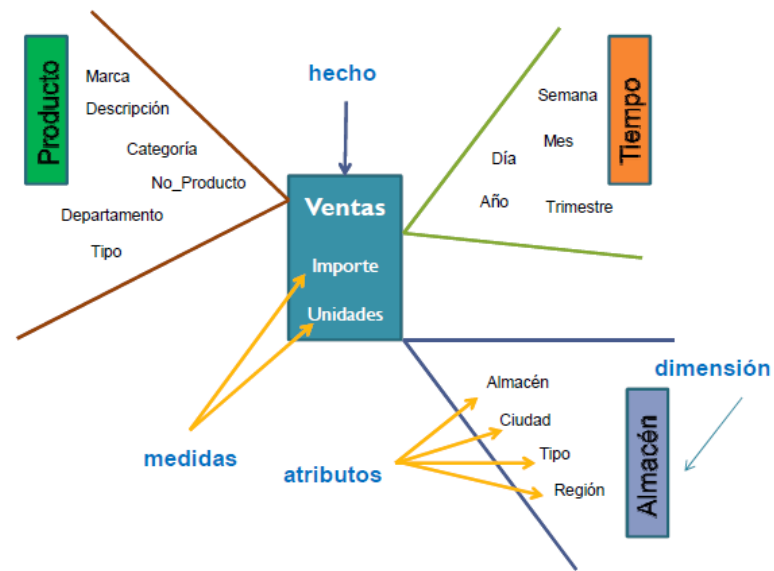 Producto
Marca
Descripción
Categoría
No_Producto
Departamento
Tipo
hecho
Ventas
Importe
Unidades
Semana
Mes
Día
Año
Trimestre
Tiempo
medidas
atributos
Almacén
Ciudad
Tipo
Región
Almacén
dimensión